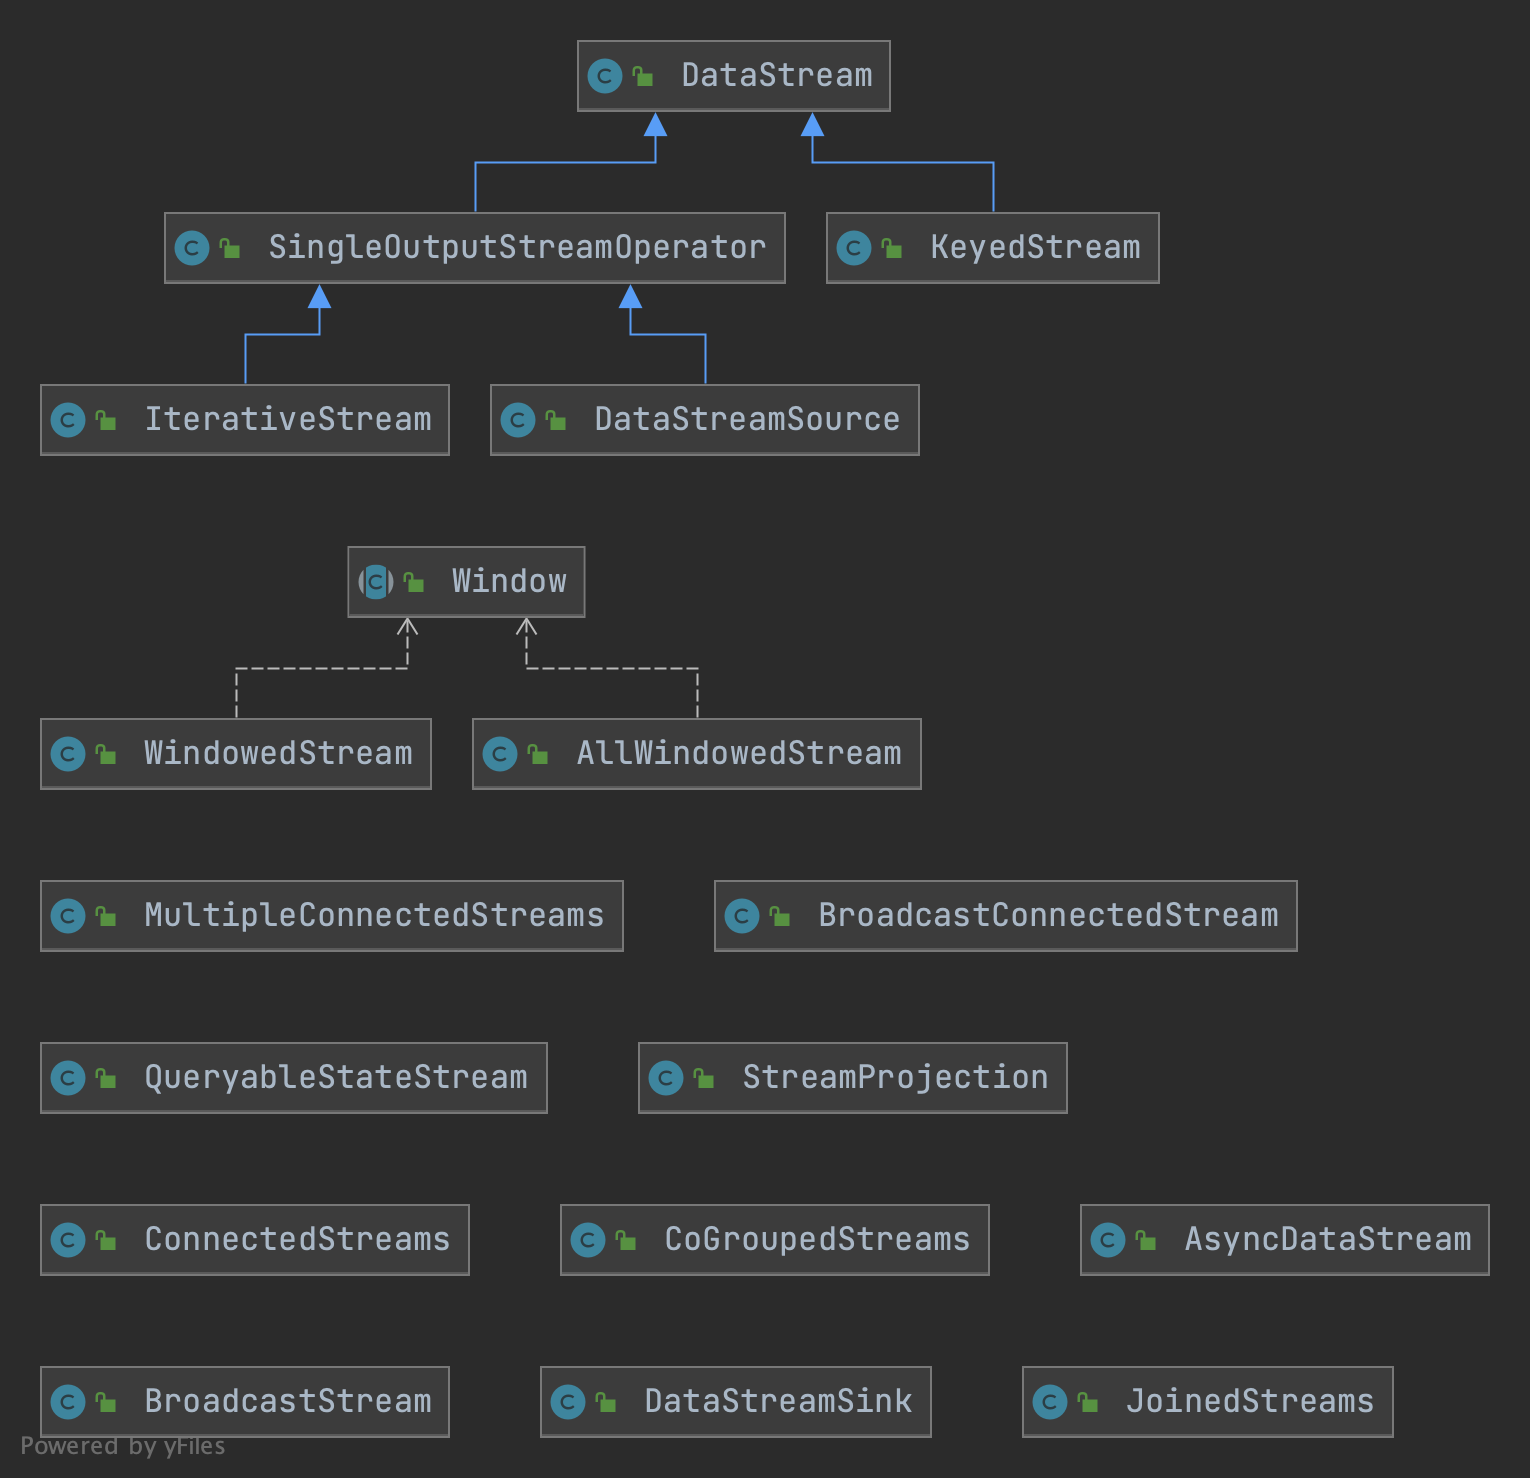 DataStream
SingleOutputStreamOperator
KeyedStream
IterativeStream
DataStreamSource
Window
WindowedStream
AllWindowedStream
MultipleConnectedStreams
BroadcastConnectedStream
QueryableStateStream
StreamProjection
ConnectedStreams
CoGroupedStreams
AsyncDataStream
BroadcastStream
DataStreamSink
JoinedStreams
Powered by yFiles